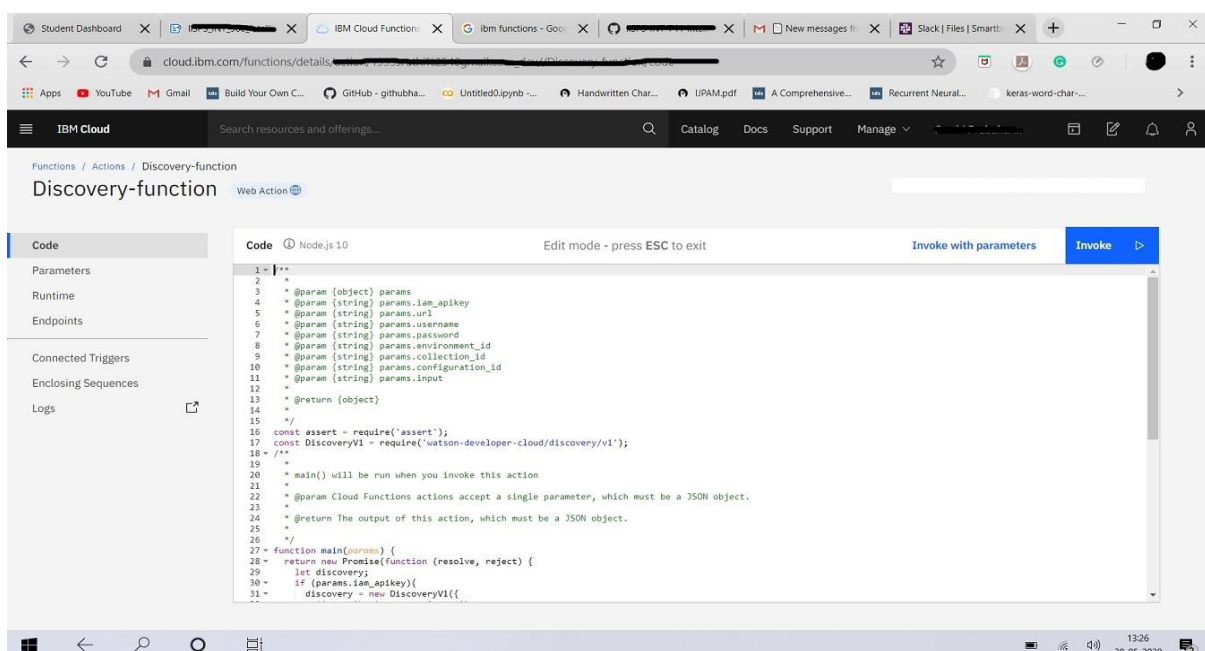 Student Dashboard
IBM Cloud Functions
ibm functions - Goo
New messages fr
Slack | Files | Smartb
cloud.ibm.com/functions/details/
Apps YouTube Gmail Build Your Own C... GitHub - githubha... Untitled0.ipynb -... Handwritten Char... IJPAM.pdf A Comprehensive... Recurrent Neural... keras-word-char-...
IBM Cloud Search resources and offerings... Catalog Docs Support Manage
Functions / Actions / Discovery-function
Discovery-function Web Action
Code
Parameters
Runtime
Endpoints
Connected Triggers
Enclosing Sequences
Logs
Code Node.js 10 Edit mode - press ESC to exit Invoke with parameters Invoke
1 /**
2 *
3 * @param {object} params
4 * @param {string} params.iam_apikey
5 * @param {string} params.url
6 * @param {string} params.username
7 * @param {string} params.password
8 * @param {string} params.environment_id
9 * @param {string} params.collection_id
10 * @param {string} params.configuration_id
11 * @param {string} params.input
12 *
13 * @return {object}
14 *
15 */
16 const assert = require('assert');
17 const DiscoveryV1 = require('watson-developer-cloud/discovery/v1');
18 /**
19 *
20 * main() will be run when you invoke this action
21 *
22 * @param Cloud Functions actions accept a single parameter, which must be a JSON object.
23 *
24 * @return The output of this action, which must be a JSON object.
25 *
26 */
27 function main(params) {
28 return new Promise(function (resolve, reject) {
29 let discovery;
30 if (params.iam_apikey){
31 discovery = new DiscoveryV1({
13:26